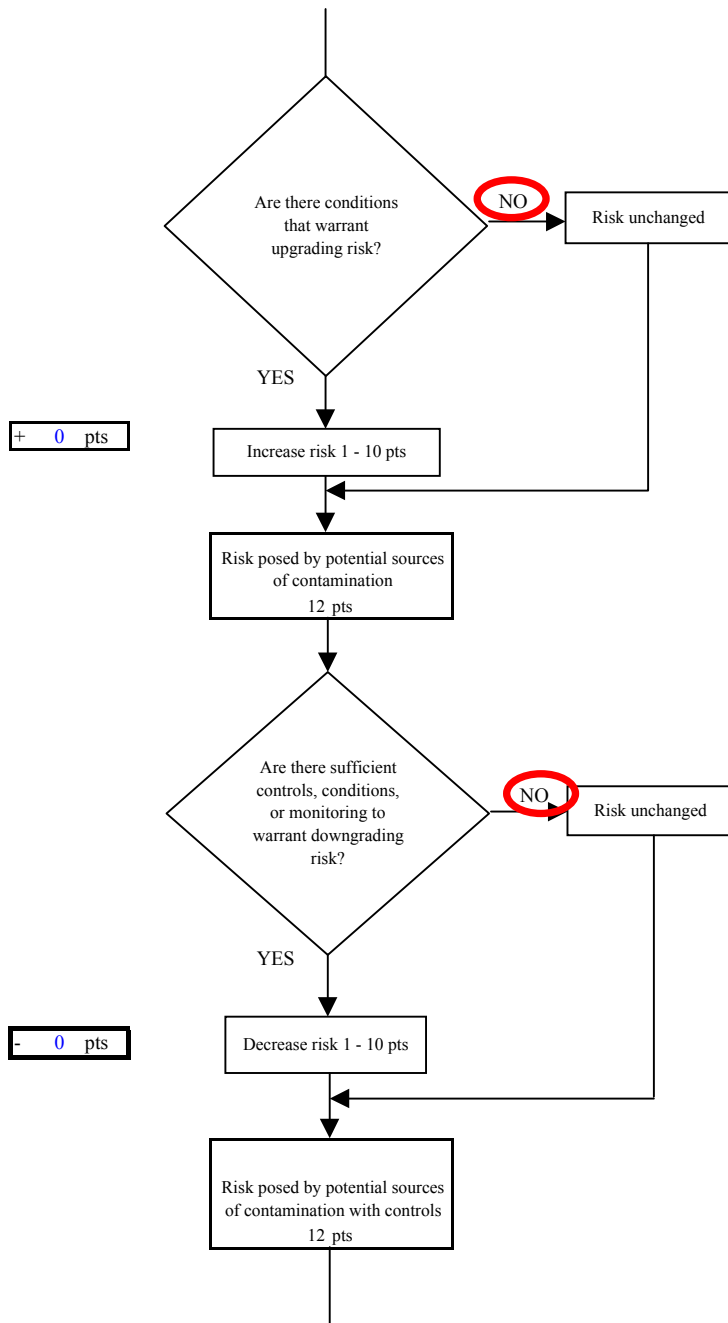 Are there conditions
that warrant
upgrading risk?
NO
Risk unchanged
YES
+ 0 pts
Increase risk 1 - 10 pts
Risk posed by potential sources
of contamination
12 pts
Are there sufficient
controls, conditions,
or monitoring to
warrant downgrading
risk?
NO
Risk unchanged
YES
- 0 pts
Decrease risk 1 - 10 pts
Risk posed by potential sources
of contamination with controls
12 pts